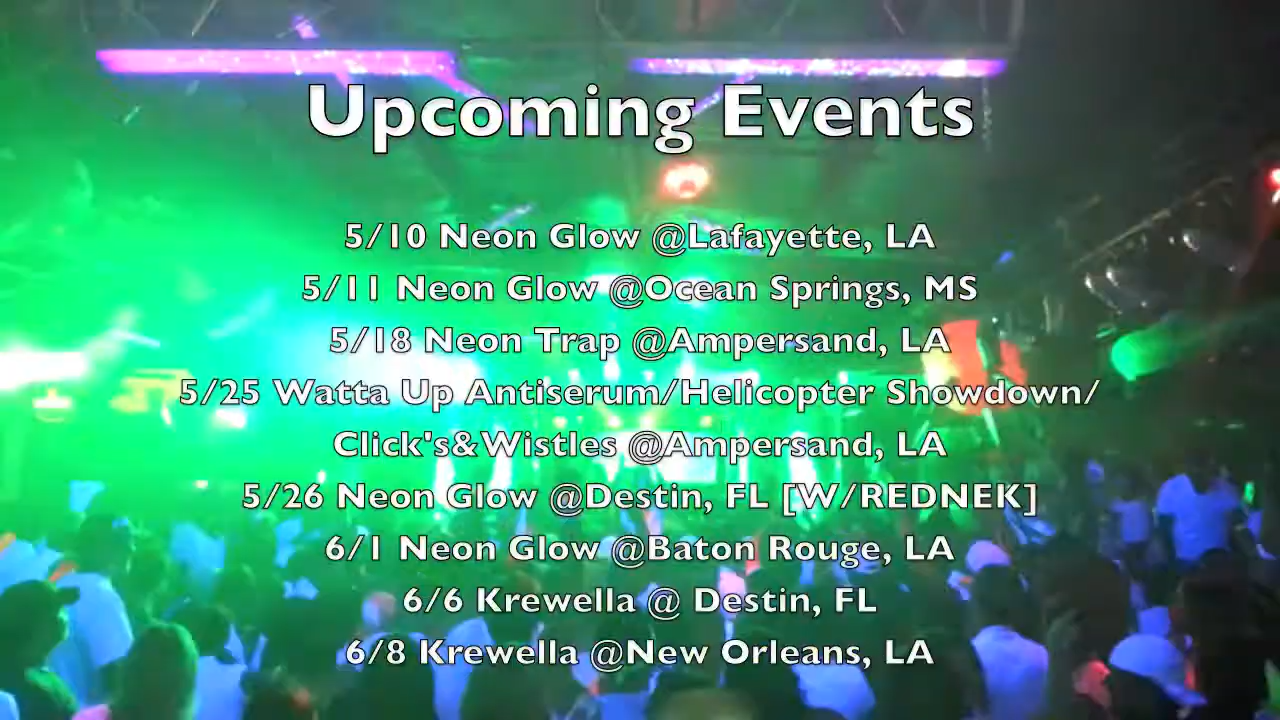 Upcoming Events
5/10 Neon Glow @Lafayette, LA
5/11 Neon Glow @Ocean Springs, MS
5/18 Neon Trap @Ampersand, LA
5/25 Watta Up Antiserum/Helicopter Showdown/
Click's&Wistles @Ampersand, LA
5/26 Neon Glow @Destin, FL [W/REDNEK]
6/1 Neon Glow @Baton Rouge, LA
6/6 Krewella @ Destin, FL
6/8 Krewella @New Orleans, LA